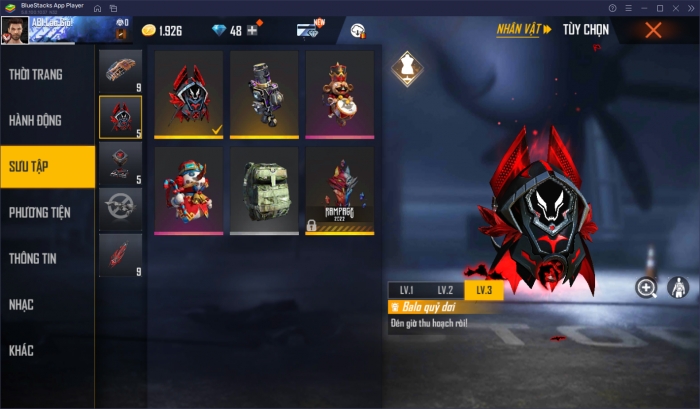 BlueStacks App Player
1.926
48
NEW
NHÂN VẬT
TÙY CHỌN
THỜI TRANG
HÀNH ĐỘNG
SƯU TẬP
PHƯƠNG TIỆN
THÔNG TIN
NHẠC
KHÁC
9
5
5
9
RAMPAGE
2022
LV.1
LV.2
LV.3
Balo quỷ dơi
Đến giờ thu hoạch rồi!